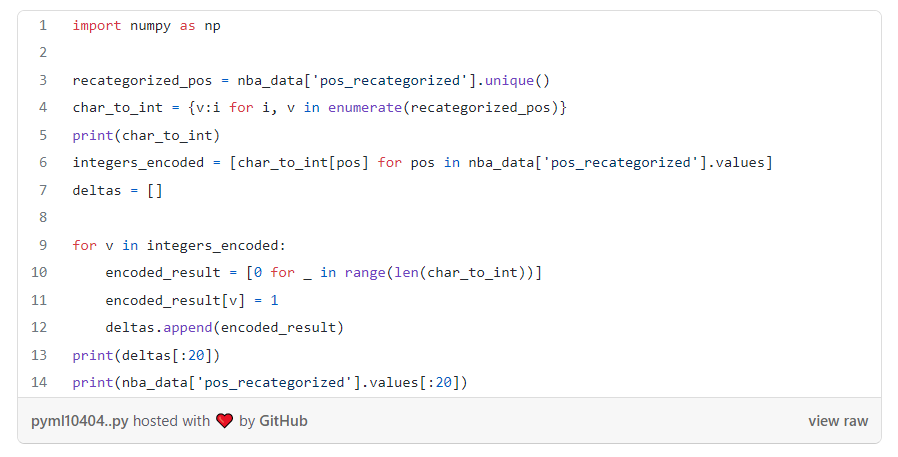 1 import numpy as np
2
3 recategorized_pos = nba_data['pos_recategorized'].unique()
4 char_to_int = {v:i for i, v in enumerate(recategorized_pos)}
5 print(char_to_int)
6 integers_encoded = [char_to_int[pos] for pos in nba_data['pos_recategorized'].values]
7 deltas = []
8
9 for v in integers_encoded:
10     encoded_result = [0 for _ in range(len(char_to_int))]
11     encoded_result[v] = 1
12     deltas.append(encoded_result)
13 print(deltas[:20])
14 print(nba_data['pos_recategorized'].values[:20])
pyml10404..py hosted with ❤ by GitHub view raw